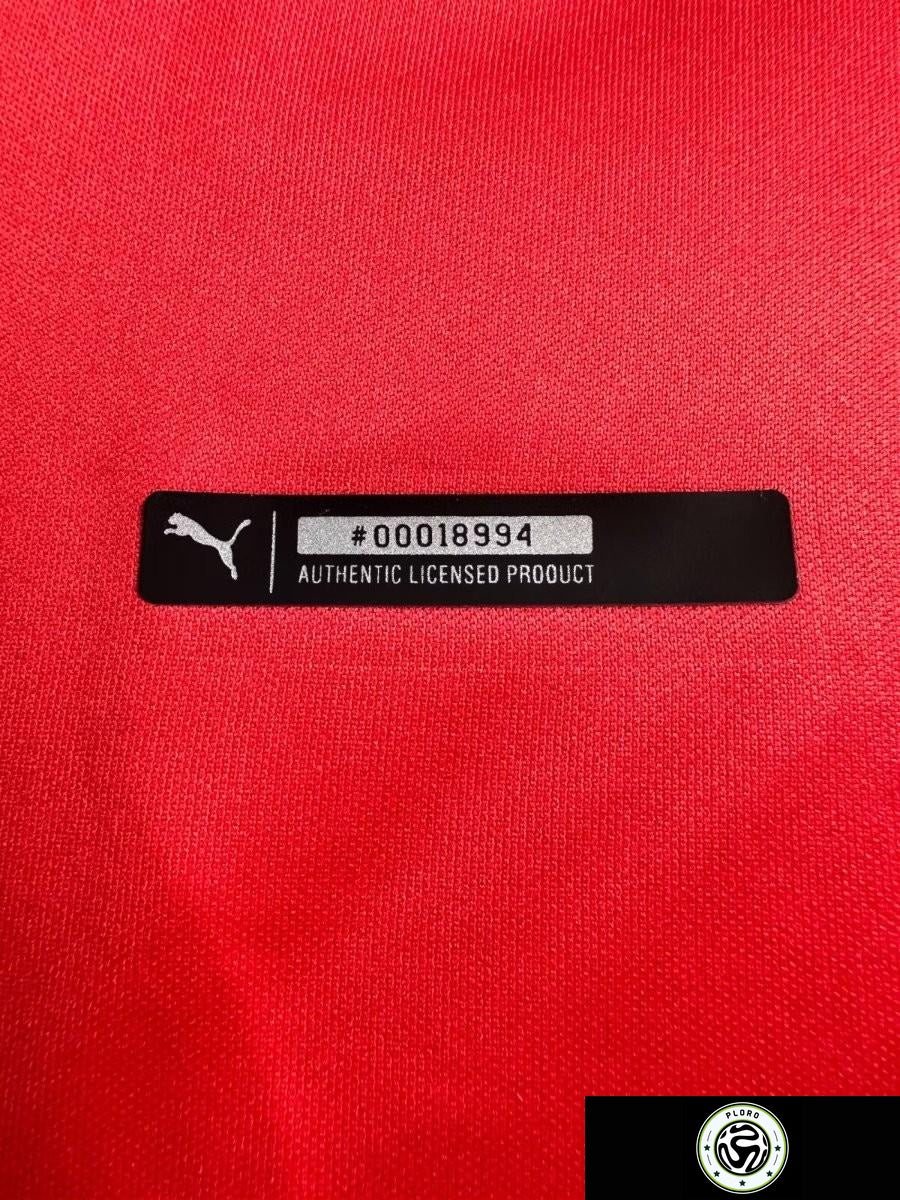 #00018994
AUTHENTIC LICENSED PROOUCT
PLORO